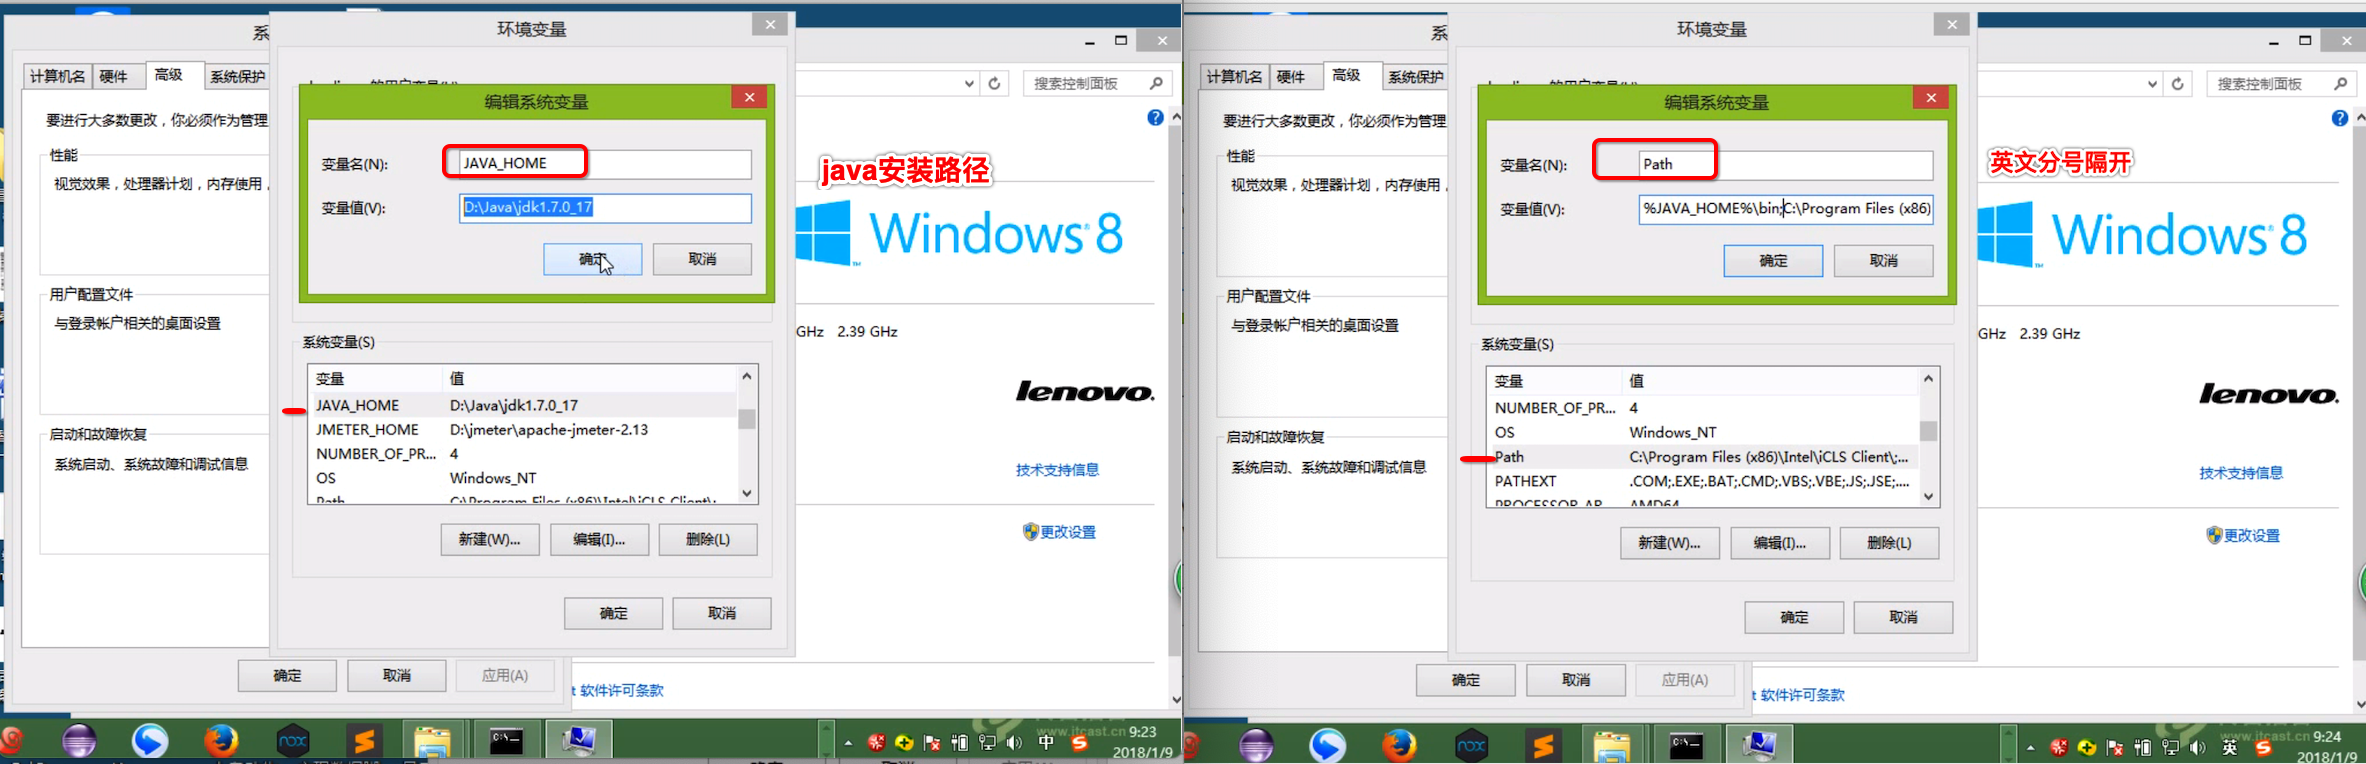 环境变量
计算机名
硬件
高级
系统保护
搜索控制面板
编辑系统变量
要进行大多数更改，你必须作为管理
性能
视觉效果，处理器计划，内存使用，
变量名(N):
JAVA_HOME
变量值(V):
D:\Java\jdk1.7.0_17
确定
取消
java安装路径
Windows 8
用户配置文件
与登录帐户相关的桌面设置
GHz 2.39 GHz
系统变量(S)
变量 值
JAVA_HOME D:\Java\jdk1.7.0_17
JMETER_HOME D:\jmeter\apache-jmeter-2.13
NUMBER_OF_PR... 4
OS Windows_NT
Path C:\Program Files (x86)\Intel\iCLS Client\;
lenovo.
启动和故障恢复
系统启动、系统故障和调试信息
技术支持信息
新建(W)...
编辑(I)...
删除(L)
更改设置
确定
取消
确定
取消
应用(A)
软件许可条款
www.itcast.cn
中
9:23
2018/1/9
环境变量
计算机名
硬件
高级
系统保护
搜索控制面板
编辑系统变量
要进行大多数更改，你必须作为管理
性能
视觉效果，处理器计划，内存使用，
变量名(N):
Path
变量值(V):
%JAVA_HOME%\bin;C:\Program Files (x86)
确定
取消
英文分号隔开
Windows 8
用户配置文件
与登录帐户相关的桌面设置
GHz 2.39 GHz
系统变量(S)
变量 值
NUMBER_OF_PR... 4
OS Windows_NT
Path C:\Program Files (x86)\Intel\iCLS Client\;...
PATHEXT .COM;.EXE;.BAT;.CMD;.VBS;.VBE;.JS;.JSE;....
PROCESSOR_AR AMD64
lenovo.
启动和故障恢复
系统启动、系统故障和调试信息
技术支持信息
新建(W)...
编辑(I)...
删除(L)
更改设置
确定
取消
确定
取消
应用(A)
软件许可条款
www.itcast.cn
英
9:24
2018/1/9